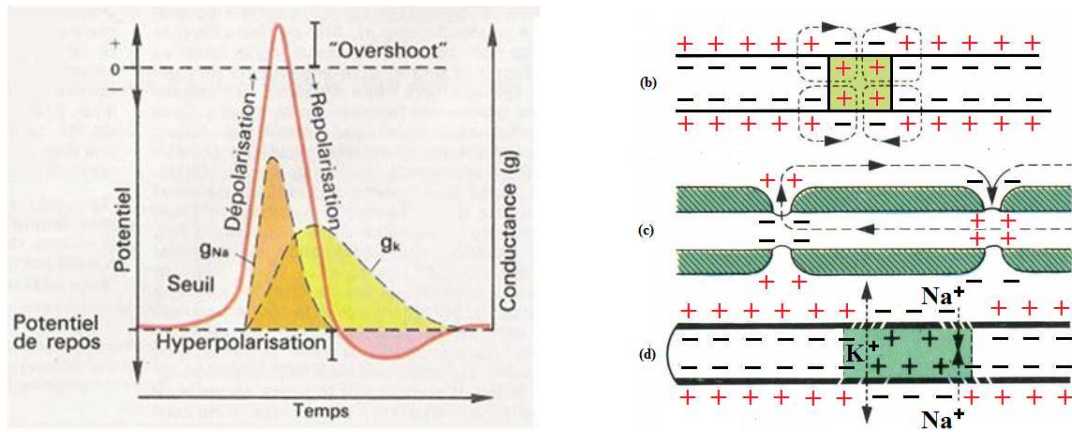 +
0
−
"Overshoot"
Potentiel
Dépolarisation
Repolarisation
Conductance (g)
gNa
gk
Seuil
Potentiel
de repos
Hyperpolarisation
Temps
(b)
+ + + + + + − − + + + + + +
− − − − − − + + − − − − − −
− − − − − − + + − − − − − −
+ + + + + + − − + + + + + +
(c)
+ + − −
− − + +
− − + +
+ + − −
Na+
(d)
K+
Na+